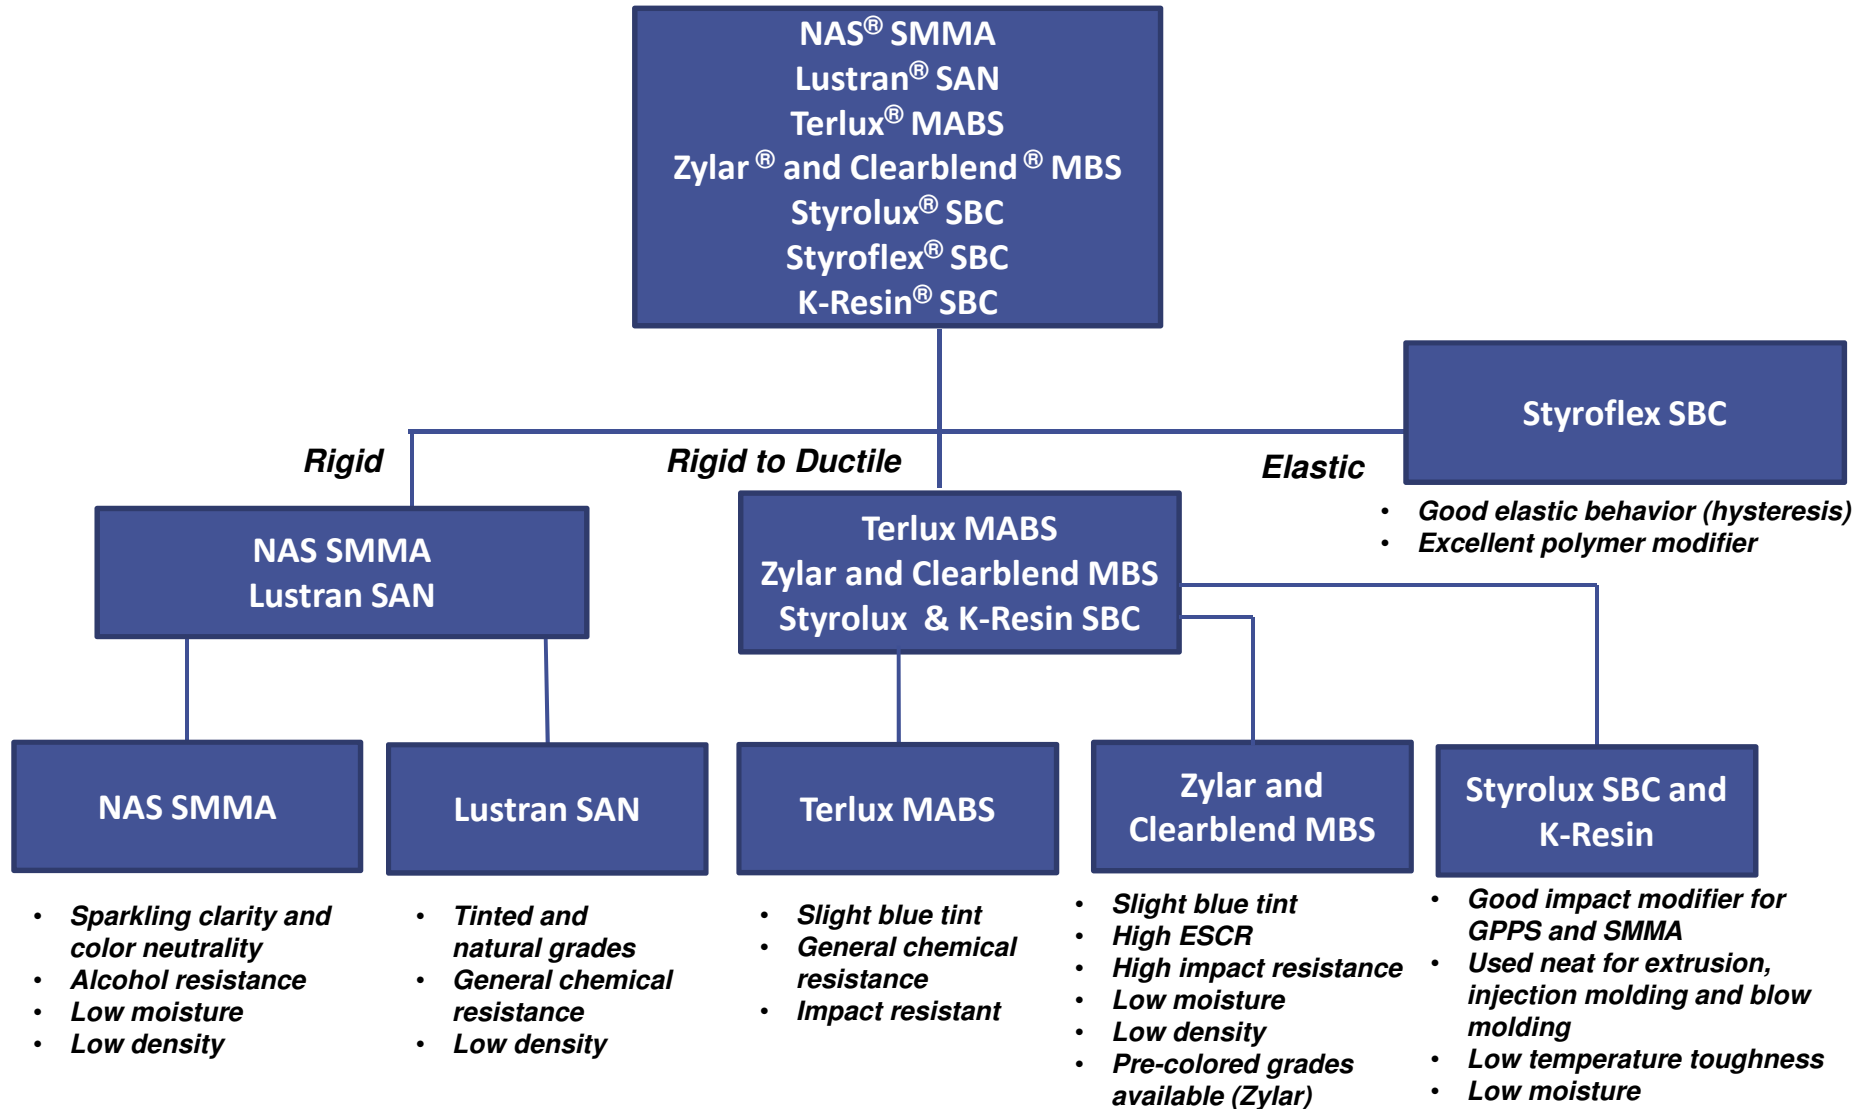 NAS® SMMA
Lustran® SAN
Terlux® MABS
Zylar ® and Clearblend ® MBS
Styrolux® SBC
Styroflex® SBC
K-Resin® SBC
Styroflex SBC
Rigid
Rigid to Ductile
Elastic
• Good elastic behavior (hysteresis)
• Excellent polymer modifier
NAS SMMA
Lustran SAN
Terlux MABS
Zylar and Clearblend MBS
Styrolux & K-Resin SBC
NAS SMMA
Lustran SAN
Terlux MABS
Zylar and
Clearblend MBS
Styrolux SBC and
K-Resin
• Sparkling clarity and
color neutrality
• Alcohol resistance
• Low moisture
• Low density
• Tinted and
natural grades
• General chemical
resistance
• Low density
• Slight blue tint
• General chemical
resistance
• Impact resistant
• Slight blue tint
• High ESCR
• High impact resistance
• Low moisture
• Low density
• Pre-colored grades
available (Zylar)
• Good impact modifier for
GPPS and SMMA
• Used neat for extrusion,
injection molding and blow
molding
• Low temperature toughness
• Low moisture